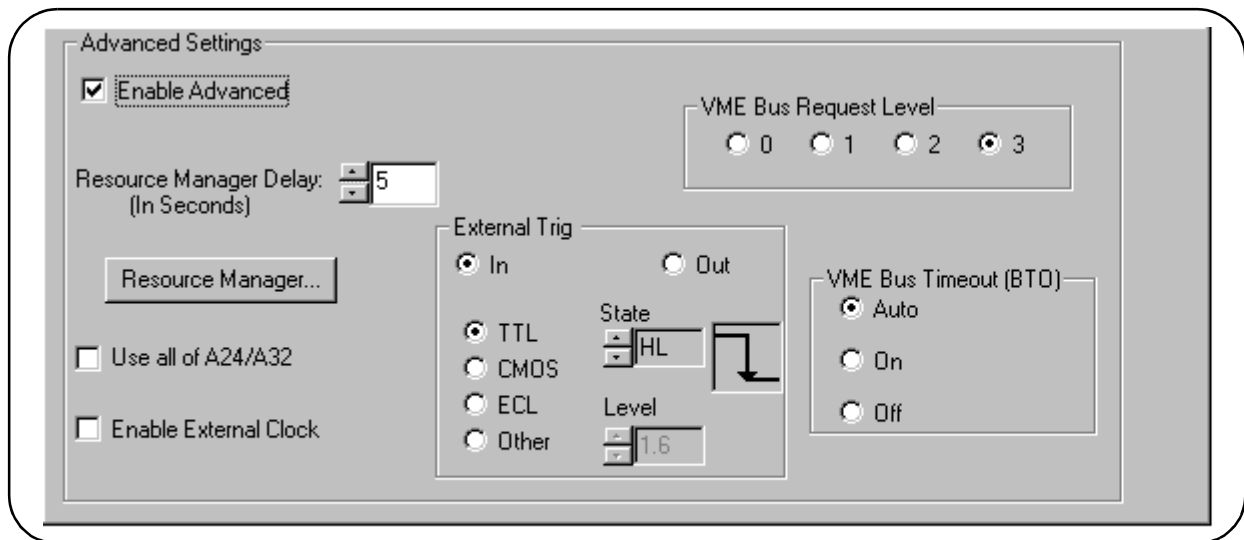 Advanced Settings
Enable Advanced
VME Bus Request Level
0 1 2 3
Resource Manager Delay: 5
(In Seconds)
Resource Manager...
Use all of A24/A32
Enable External Clock
External Trig
In Out
TTL
CMOS
ECL
Other
State
HL
Level
1.6
VME Bus Timeout (BTO)
Auto
On
Off